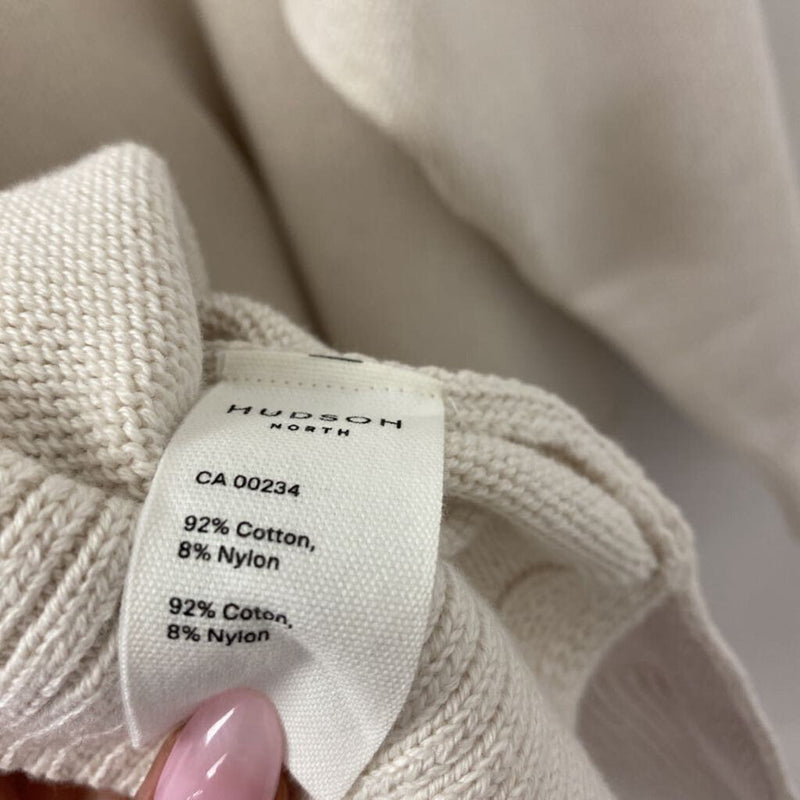 HUDSON
NORTH
CA 00234
92% Cotton,
8% Nylon
92% Coton,
8% Nylon